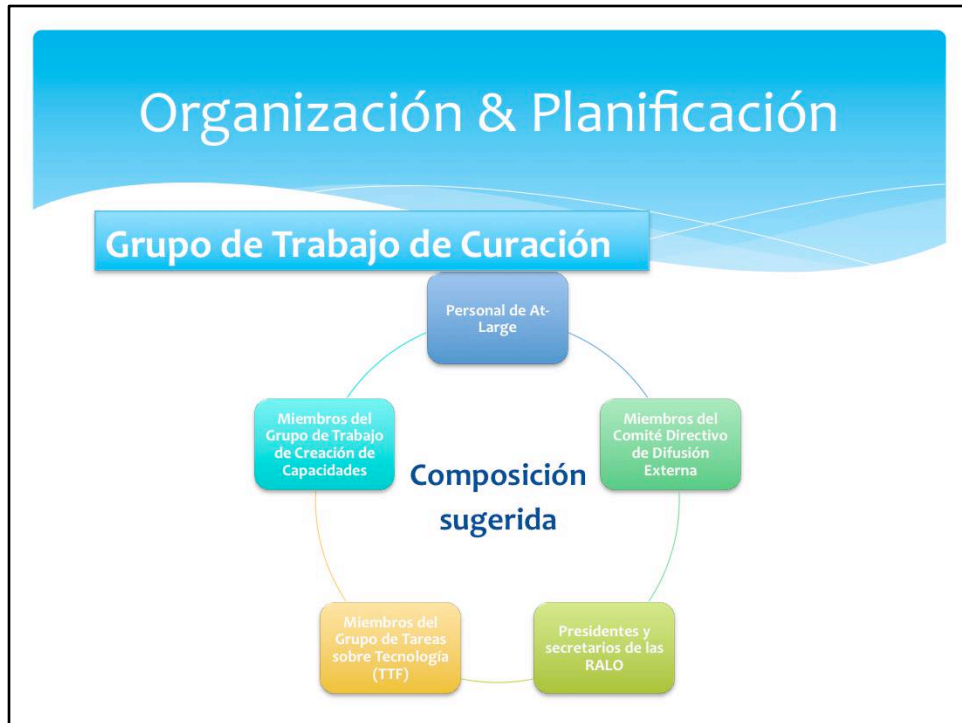 Organización & Planificación
Grupo de Trabajo de Curación
Personal de At-
Large
Miembros del
Grupo de Trabajo
de Creación de
Capacidades
Miembros del
Comité Directivo
de Difusión
Externa
Composición
sugerida
Miembros del
Grupo de Tareas
sobre Tecnología
(TTF)
Presidentes y
secretarios de las
RALO